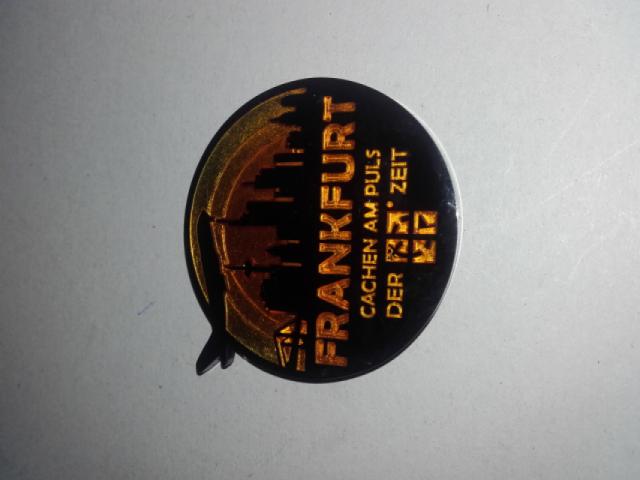 FRANKFURT
CACHEN AM PULS
DER ZEIT